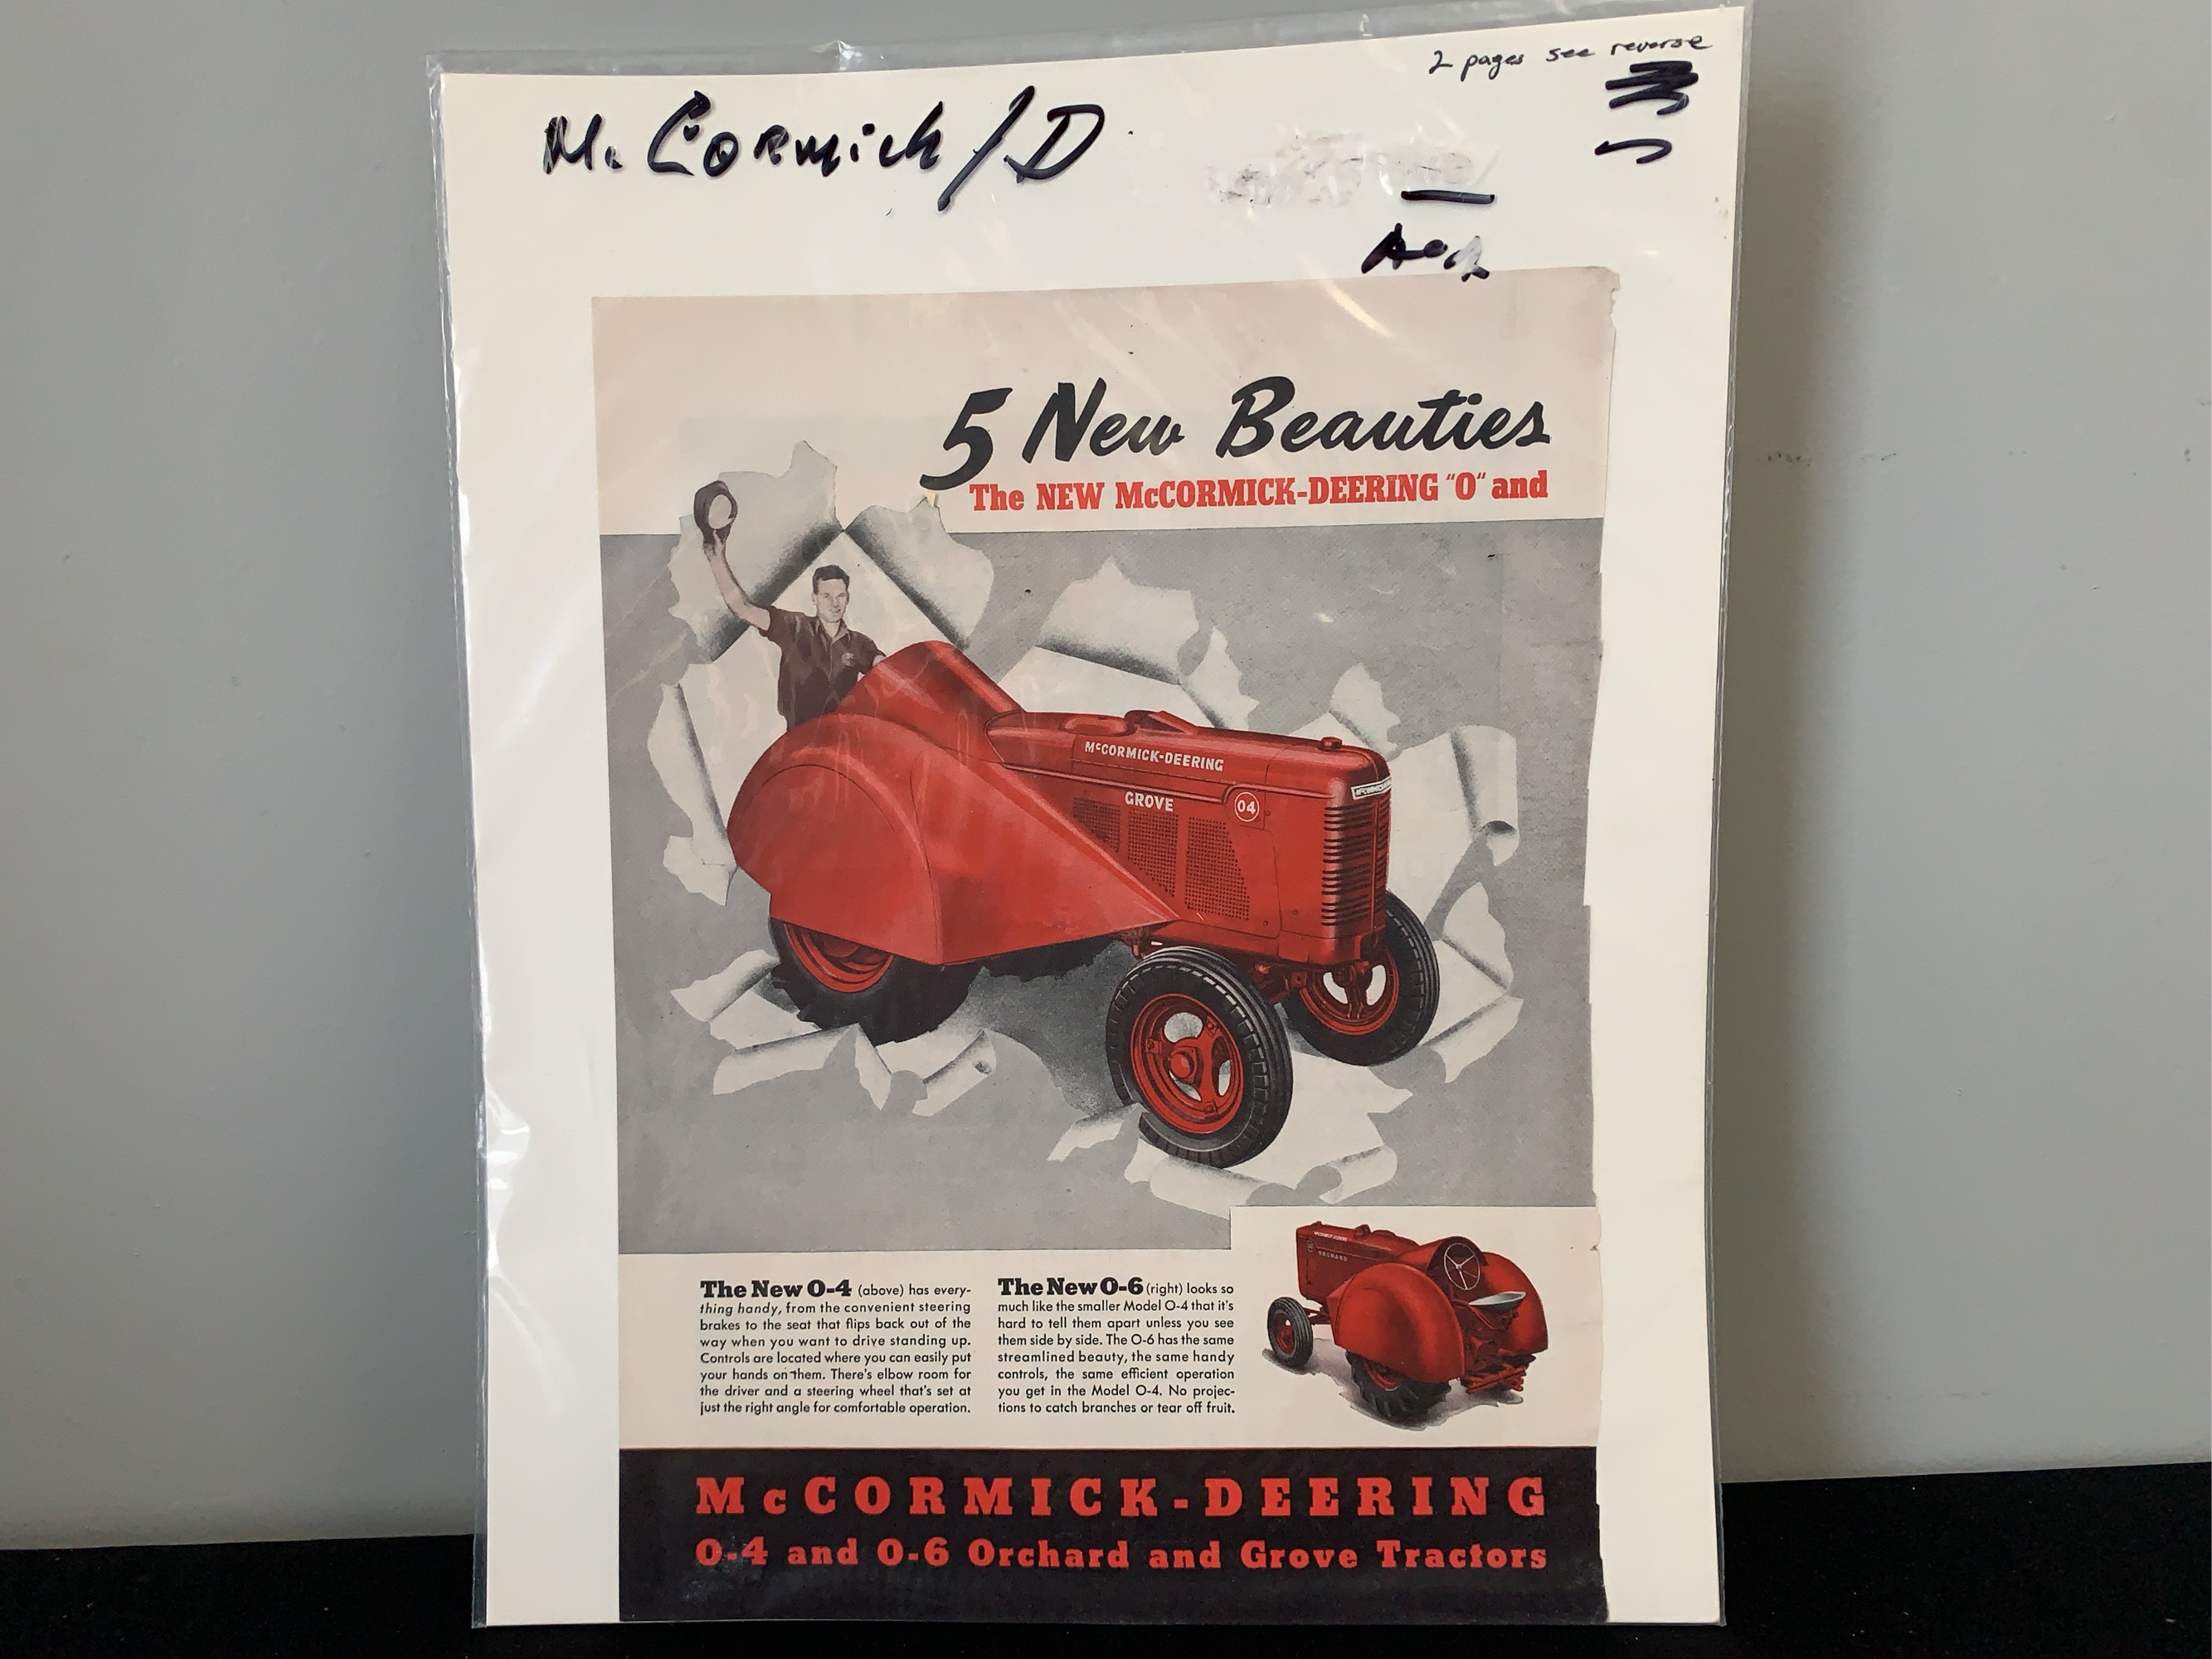 2 pages see reverse
Mc Cormick/D
5 New Beauties
The NEW McCORMICK-DEERING "O" and
McCORMICK-DEERING
GROVE
O4
The New O-4 (above) has every-
thing handy, from the convenient steering
brakes to the seat that flips back out of the
way when you want to drive standing up.
Controls are located where you can easily put
your hands on them. There's elbow room for
the driver and a steering wheel that's set at
just the right angle for comfortable operation.
The New O-6 (right) looks so
much like the smaller Model O-4 that it's
hard to tell them apart unless you see
them side by side. The O-6 has the same
streamlined beauty, the same handy
controls, the same efficient operation
you get in the Model O-4. No projec-
tions to catch branches or tear off fruit.
ORCHARD
McCORMICK-DEERING
O-4 and O-6 Orchard and Grove Tractors